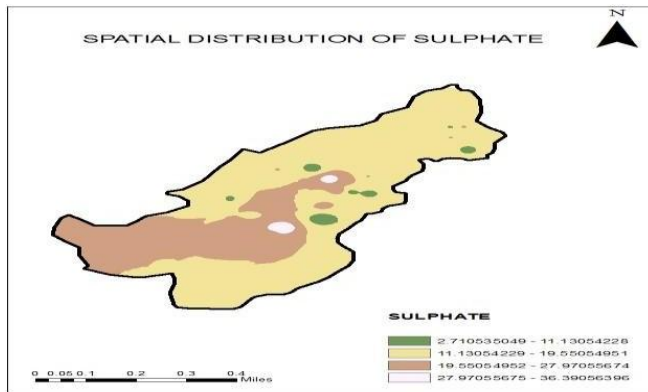 N
SPATIAL DISTRIBUTION OF SULPHATE
SULPHATE
2.710535049 - 11.13054228
11.13054229 - 19.55054951
19.55054952 - 27.97055674
27.97055675 - 36.39056396
0 0.05 0.1 0.2 0.3 0.4
Miles